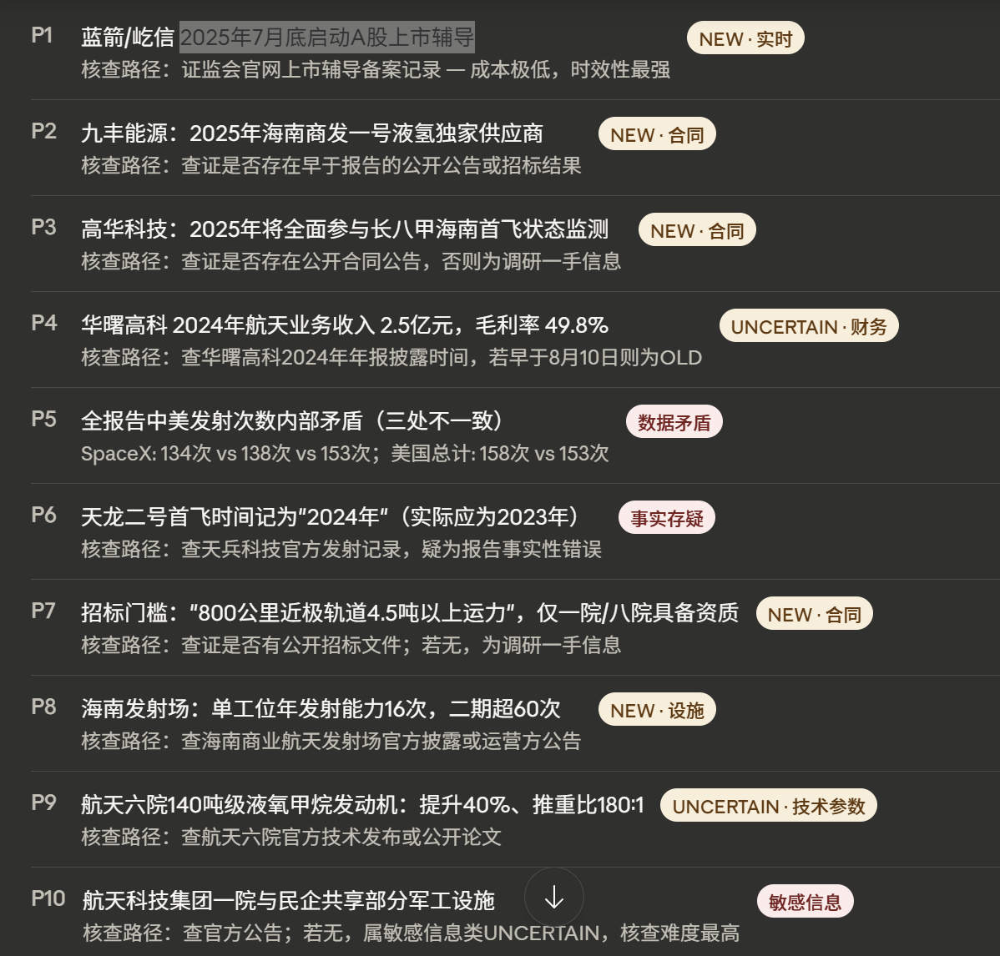 P1 蓝箭/屹信 2025年7月底启动A股上市辅导 NEW · 实时
核查路径：证监会官网上市辅导备案记录 — 成本极低，时效性最强
P2 九丰能源：2025年海南商发一号液氢独家供应商 NEW · 合同
核查路径：查证是否存在早于报告的公开公告或招标结果
P3 高华科技：2025年将全面参与长八甲海南首飞状态监测 NEW · 合同
核查路径：查证是否存在公开合同公告，否则为调研一手信息
P4 华曙高科 2024年航天业务收入 2.5亿元，毛利率 49.8% UNCERTAIN · 财务
核查路径：查华曙高科2024年年报披露时间，若早于8月10日则为OLD
P5 全报告中美发射次数内部矛盾（三处不一致） 数据矛盾
SpaceX: 134次 vs 138次 vs 153次；美国总计: 158次 vs 153次
P6 天龙二号首飞时间记为"2024年"（实际应为2023年） 事实存疑
核查路径：查天兵科技官方发射记录，疑为报告事实性错误
P7 招标门槛："800公里近极轨道4.5吨以上运力"，仅一院/八院具备资质 NEW · 合同
核查路径：查证是否有公开招标文件；若无，为调研一手信息
P8 海南发射场：单工位年发射能力16次，二期超60次 NEW · 设施
核查路径：查海南商业航天发射场官方披露或运营方公告
P9 航天六院140吨级液氧甲烷发动机：提升40%、推重比180:1 UNCERTAIN · 技术参数
核查路径：查航天六院官方技术发布或公开论文
P10 航天科技集团一院与民企共享部分军工设施 敏感信息
核查路径：查官方公告；若无，属敏感信息类UNCERTAIN，核查难度最高